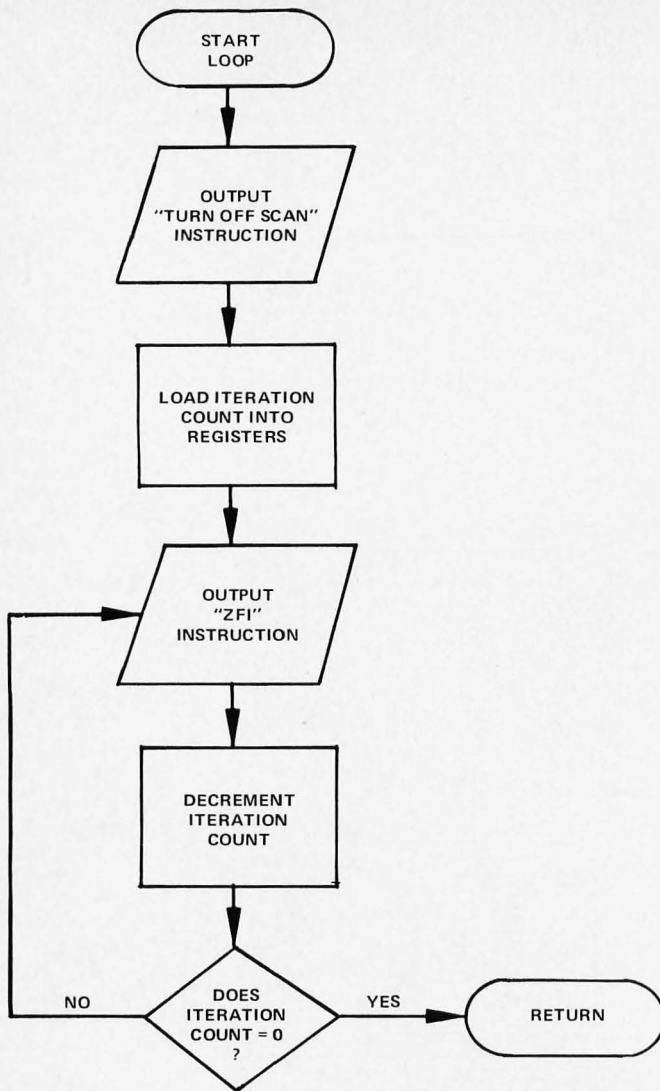 START
LOOP
OUTPUT
“TURN OFF SCAN”
INSTRUCTION
LOAD ITERATION
COUNT INTO
REGISTERS
OUTPUT
“ZFI”
INSTRUCTION
DECREMENT
ITERATION
COUNT
DOES
ITERATION
COUNT = 0
?
NO
YES
RETURN